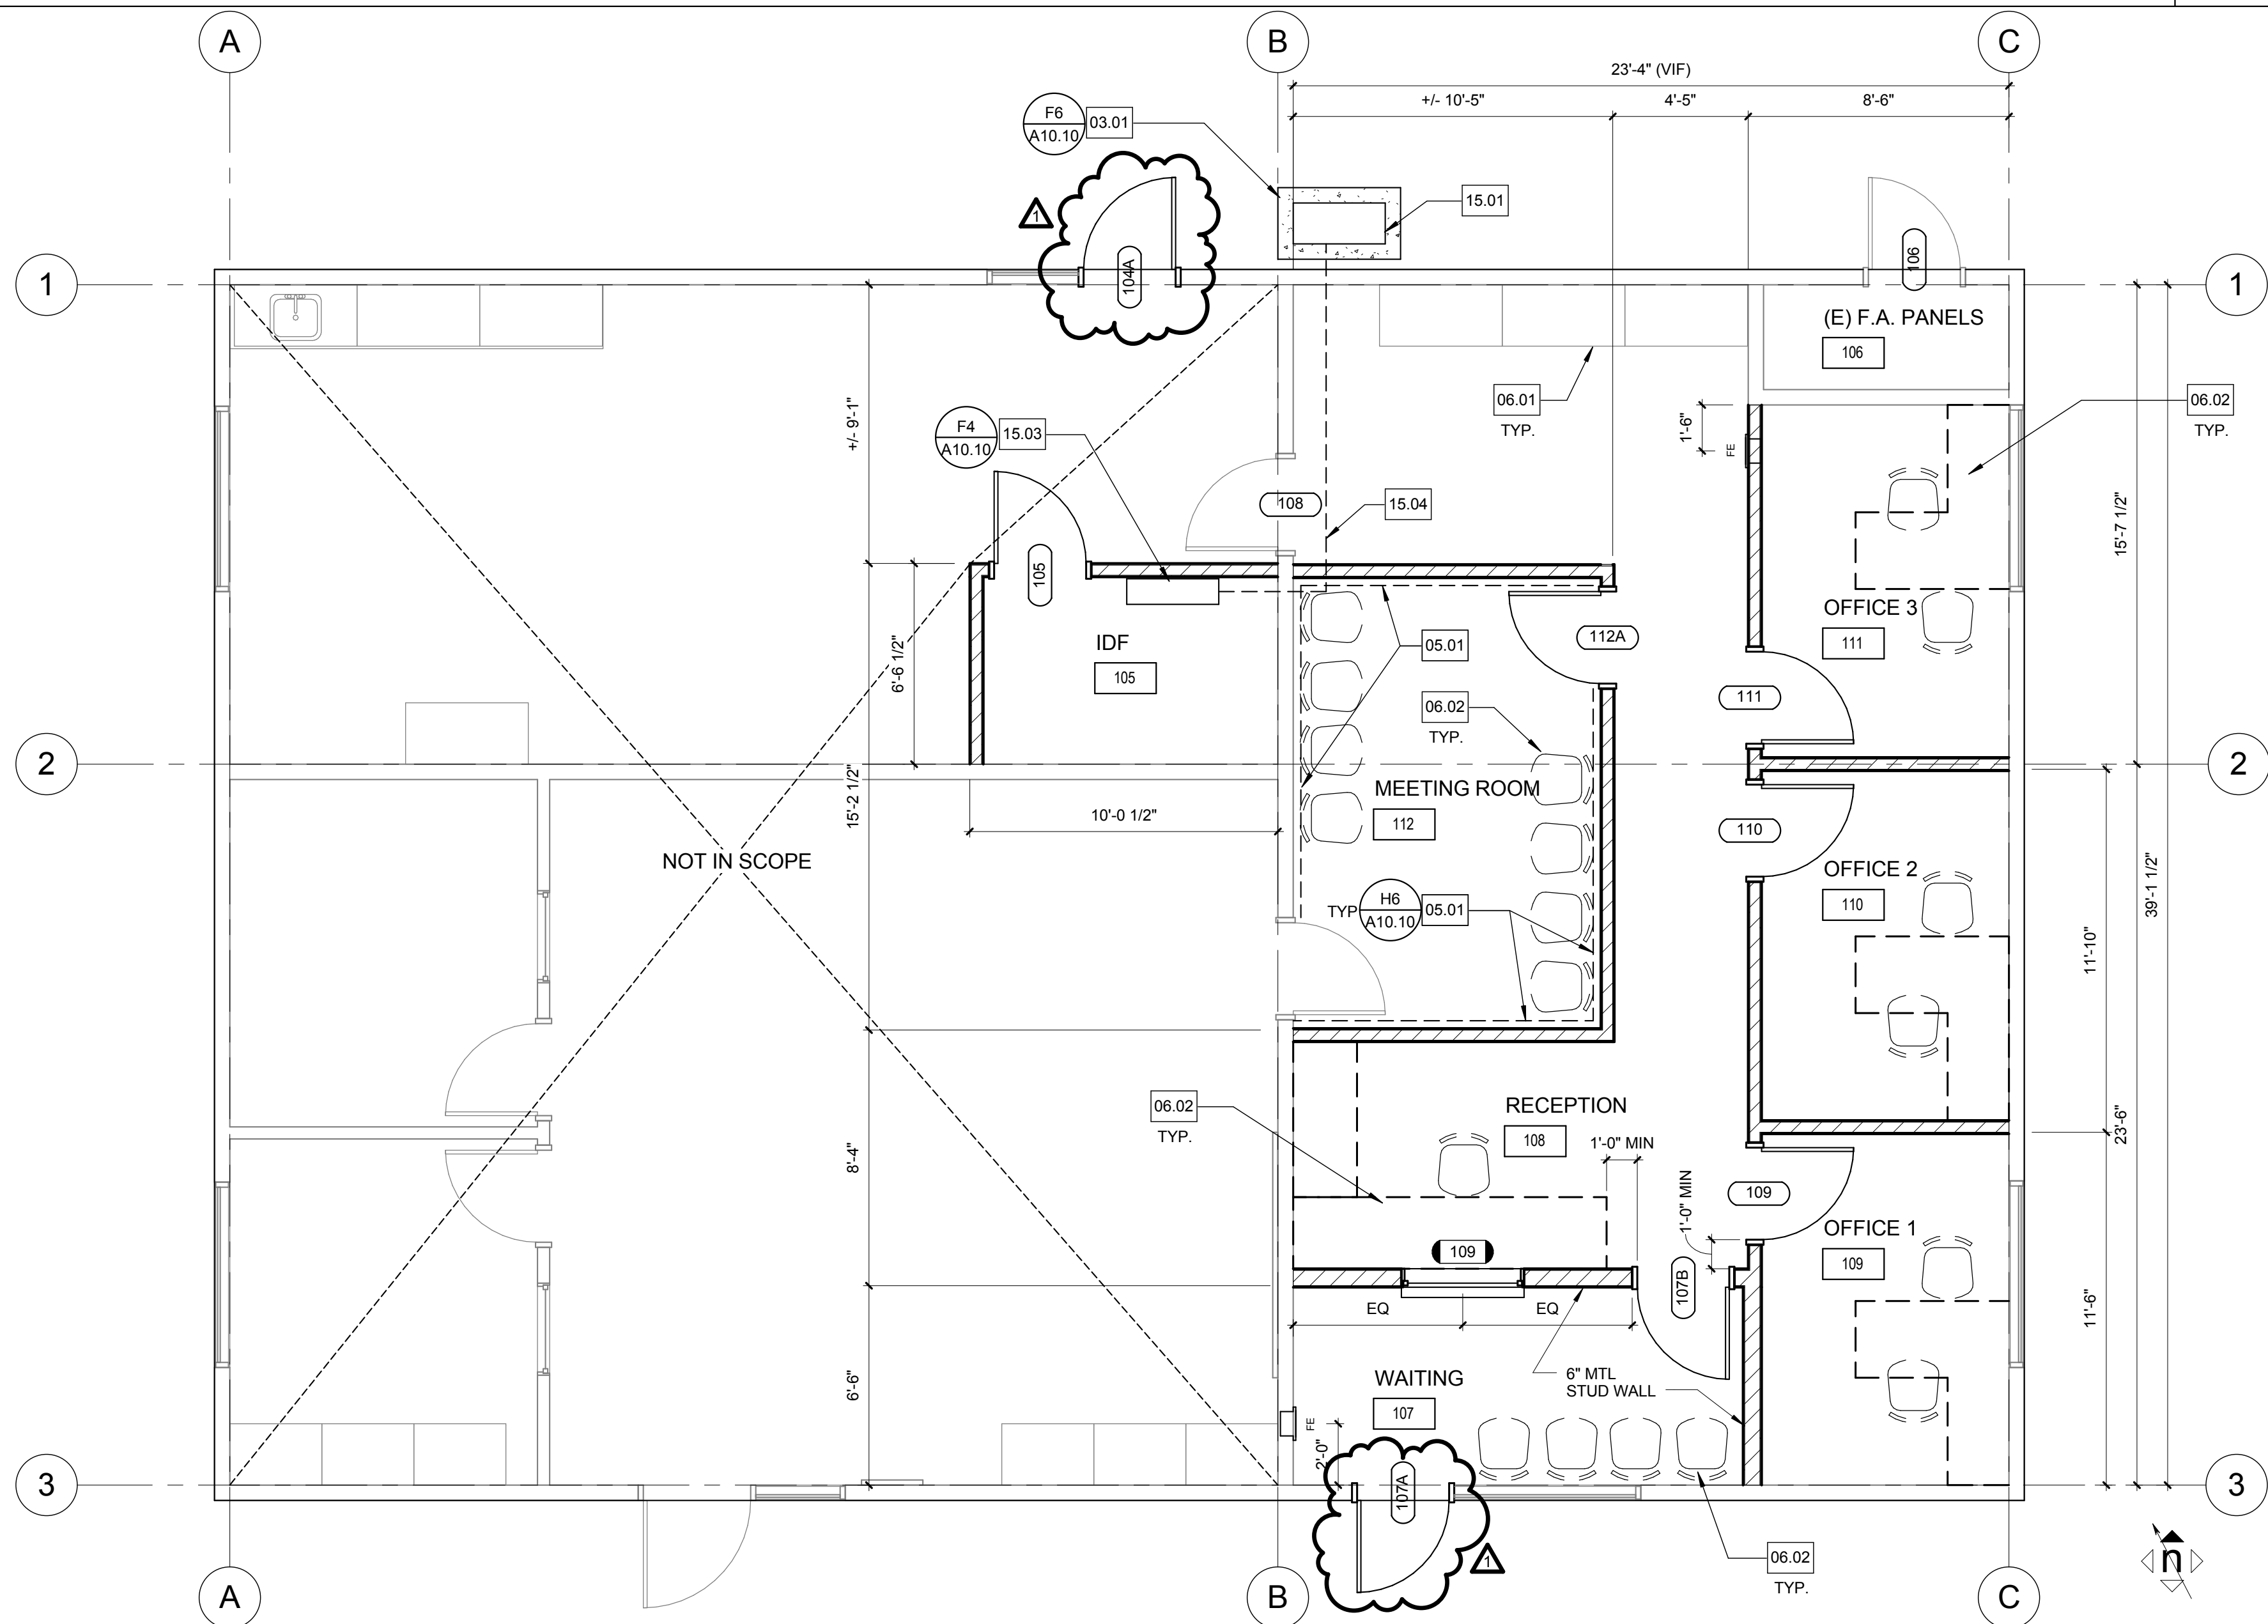 A
B
C
23'-4" (VIF)
+/- 10'-5"
4'-5"
8'-6"
F6
A10.10
03.01
1
15.01
104A
106
1
1
(E) F.A. PANELS
106
06.01
TYP.
06.02
TYP.
+/- 9'-1"
F4
A10.10
15.03
1'-6"
FE
108
15.04
15'-7 1/2"
105
OFFICE 3
111
112A
05.01
IDF
105
6'-6 1/2"
06.02
TYP.
111
2
2
15'-2 1/2"
MEETING ROOM
112
10'-0 1/2"
110
NOT IN SCOPE
OFFICE 2
110
39'-1 1/2"
TYP
H6
A10.10
05.01
11'-10"
06.02
TYP.
RECEPTION
108
1'-0" MIN
23'-6"
8'-4"
1'-0" MIN
109
OFFICE 1
109
109
107B
EQ
EQ
11'-6"
6'-6"
WAITING
107
6" MTL
STUD WALL
FE
2'-0"
107A
3
3
1
06.02
TYP.
n
A
B
C